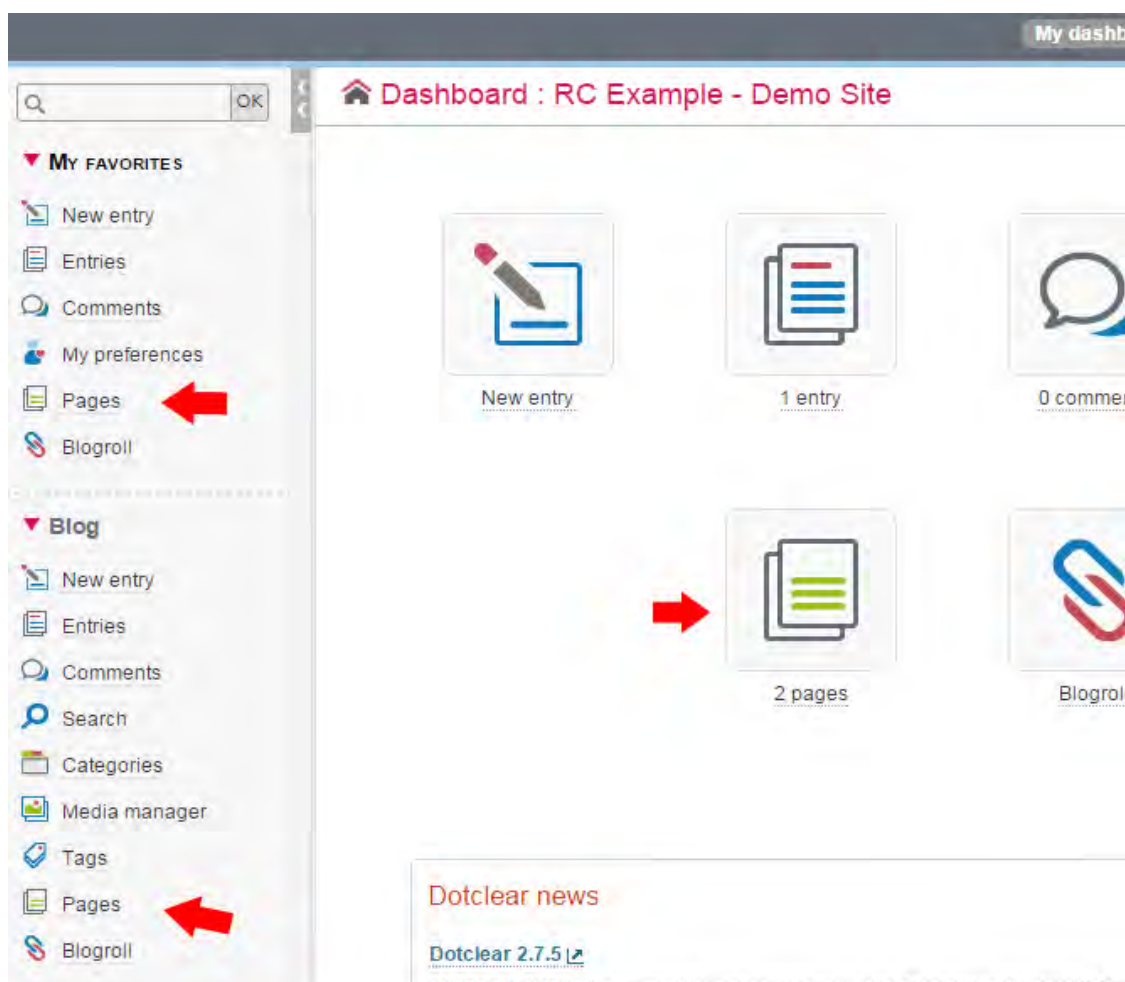 My dashb
OK
Dashboard : RC Example - Demo Site
My favorites
New entry
Entries
Comments
My preferences
Pages
Blogroll
Blog
New entry
Entries
Comments
Search
Categories
Media manager
Tags
Pages
Blogroll
New entry
1 entry
0 commen
2 pages
Blogrol
Dotclear news
Dotclear 2.7.5